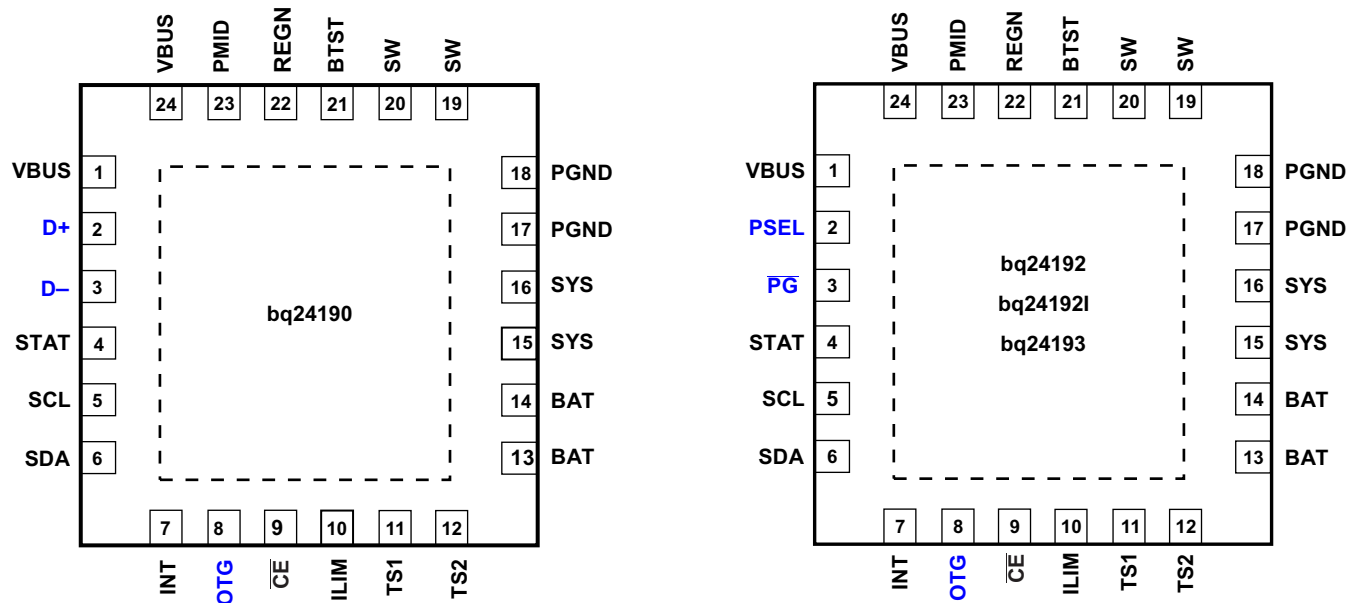 VBUS PMID REGN BTST SW SW
24 23 22 21 20 19
VBUS 1 18 PGND
D+ 2 17 PGND
D– 3 16 SYS
STAT 4 15 SYS
SCL 5 14 BAT
SDA 6 13 BAT
bq24190
7 8 9 10 11 12
INT OTG C̅E̅ ILIM TS1 TS2
VBUS PMID REGN BTST SW SW
24 23 22 21 20 19
VBUS 1 18 PGND
PSEL 2 17 PGND
P̅G̅ 3 16 SYS
STAT 4 15 SYS
SCL 5 14 BAT
SDA 6 13 BAT
bq24192
bq24192I
bq24193
7 8 9 10 11 12
INT OTG C̅E̅ ILIM TS1 TS2